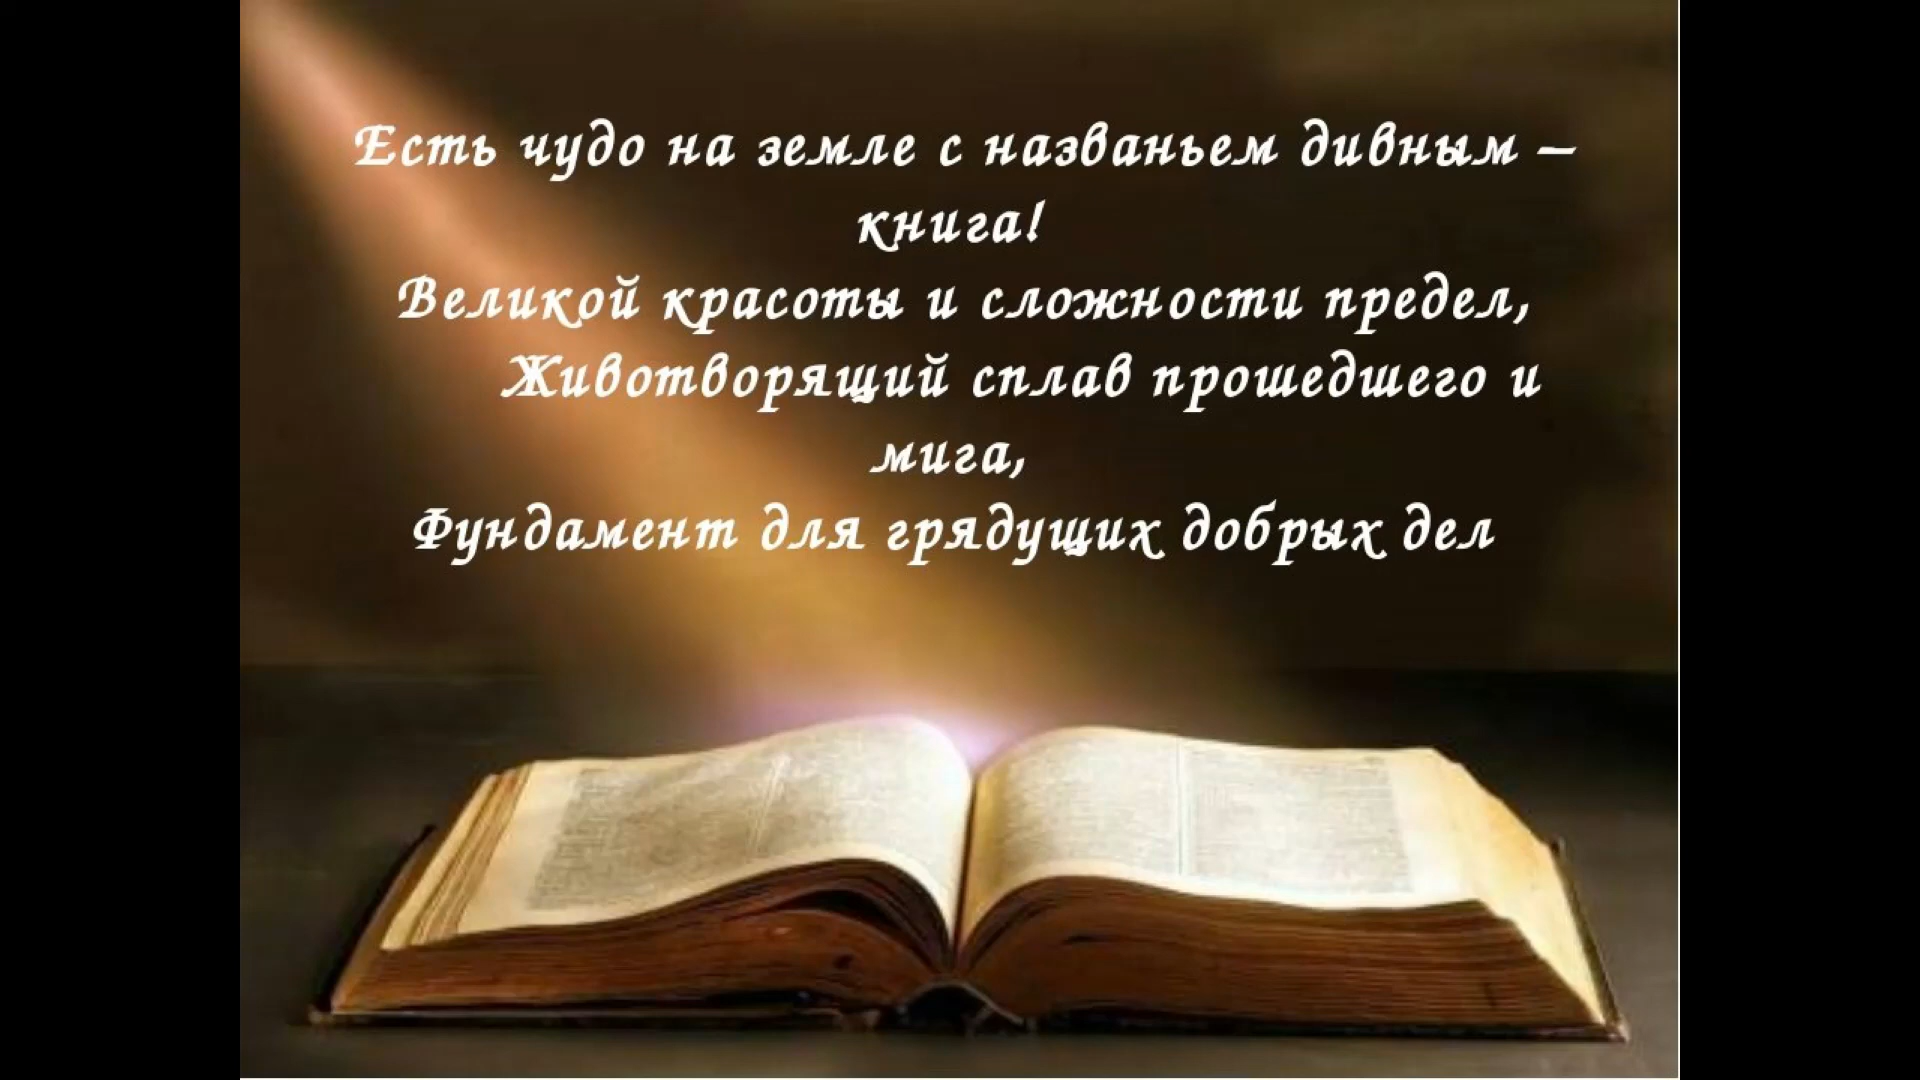 Есть чудо на земле с названьем дивным –
книга!
Великой красоты и сложности предел,
Животворящий сплав прошедшего и
мига,
Фундамент для грядущих добрых дел